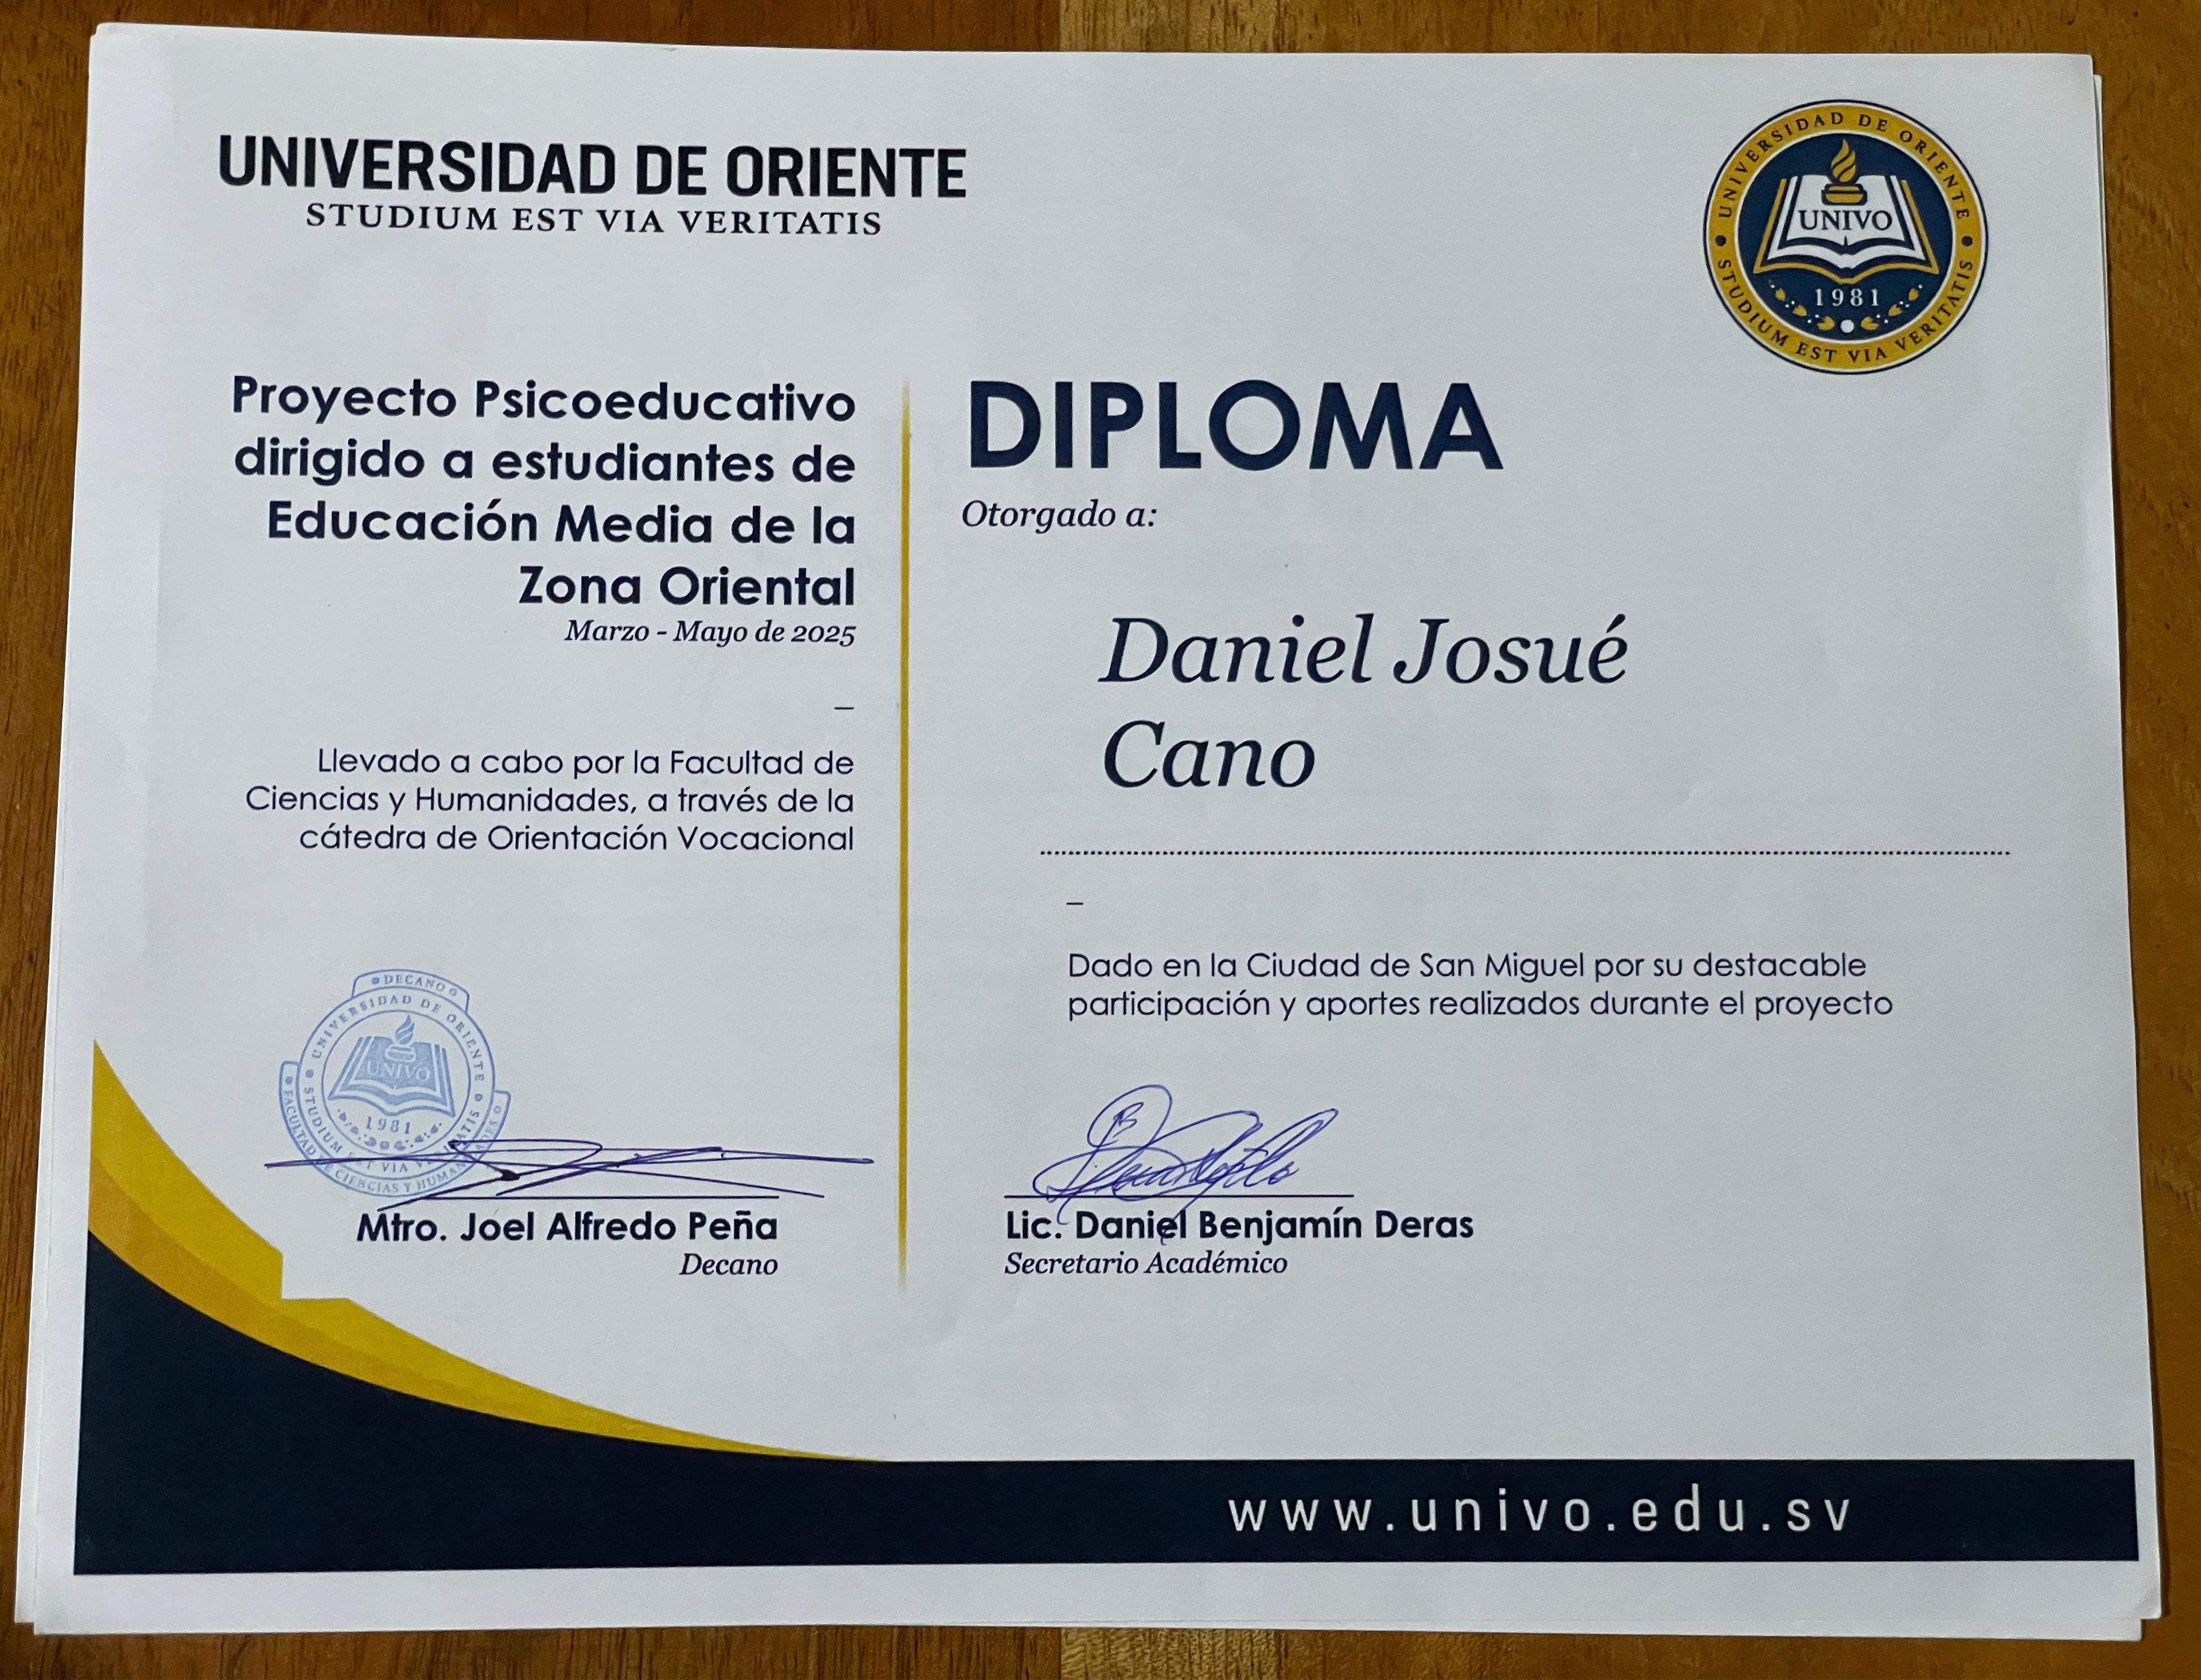 UNIVERSIDAD DE ORIENTE
STUDIUM EST VIA VERITATIS
UNIVERSIDAD DE ORIENTE
UNIVO
1981
STUDIUM EST VIA VERITATIS
Proyecto Psicoeducativo
dirigido a estudiantes de
Educación Media de la
Zona Oriental
Marzo - Mayo de 2025
–
Llevado a cabo por la Facultad de
Ciencias y Humanidades, a través de la
cátedra de Orientación Vocacional
DECANO
UNIVERSIDAD DE ORIENTE
UNIVO
1981
STUDIUM EST VIA VERITATIS
FACULTAD DE CIENCIAS Y HUMANIDADES
Mtro. Joel Alfredo Peña
Decano
DIPLOMA
Otorgado a:
Daniel Josué
Cano
–
Dado en la Ciudad de San Miguel por su destacable
participación y aportes realizados durante el proyecto
Lic. Daniel Benjamín Deras
Secretario Académico
www.univo.edu.sv